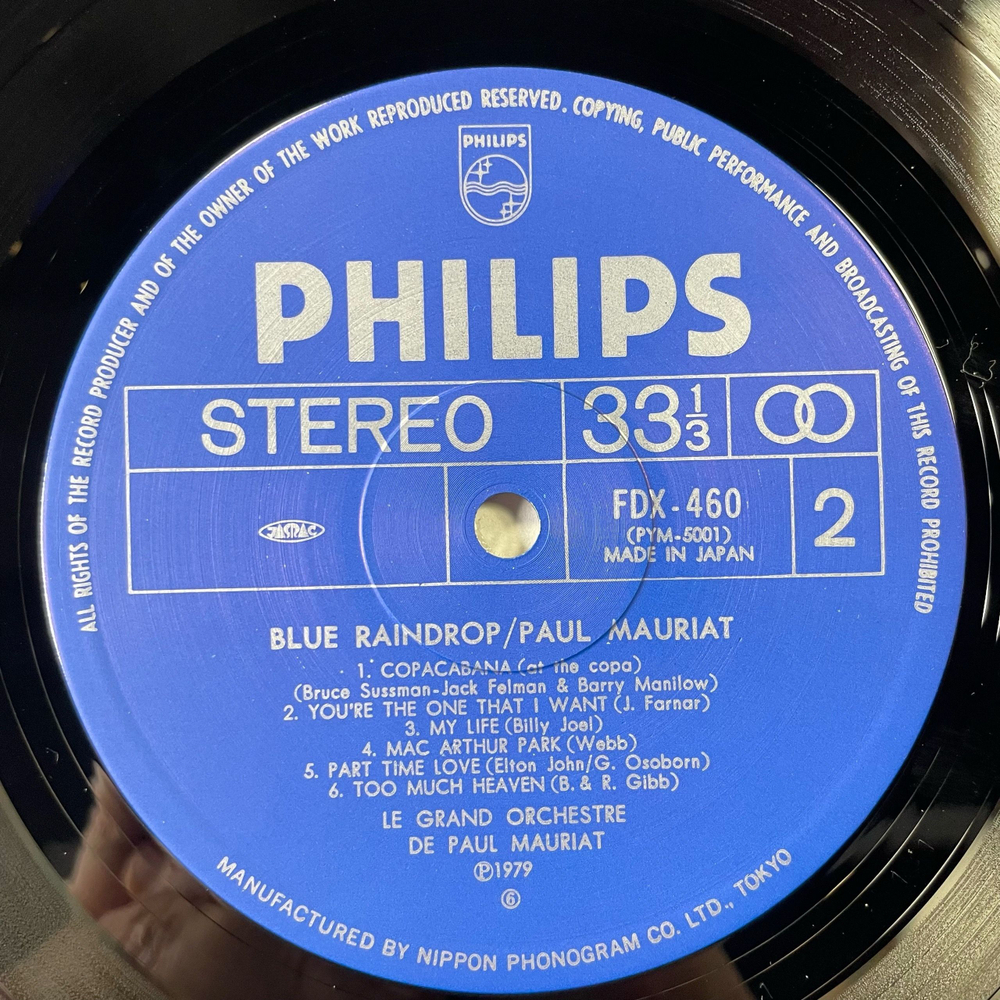 ALL RIGHTS OF THE RECORD PRODUCER AND OF THE OWNER OF THE WORK REPRODUCED RESERVED. COPYING, PUBLIC PERFORMANCE AND BROADCASTING OF THIS RECORD PROHIBITED
PHILIPS
PHILIPS
STEREO 33 1/3
JASRAC
FDX-460
(PYM-5001)
MADE IN JAPAN
2
BLUE RAINDROP/PAUL MAURIAT
1. COPACABANA (at the copa)
(Bruce Sussman-Jack Felman & Barry Manilow)
2. YOU'RE THE ONE THAT I WANT (J. Farnar)
3. MY LIFE (Billy Joel)
4. MAC ARTHUR PARK (Webb)
5. PART TIME LOVE (Elton John/G. Osoborn)
6. TOO MUCH HEAVEN (B. & R. Gibb)
LE GRAND ORCHESTRE
DE PAUL MAURIAT
Ⓟ1979
⑥
MANUFACTURED BY NIPPON PHONOGRAM CO. LTD., TOKYO